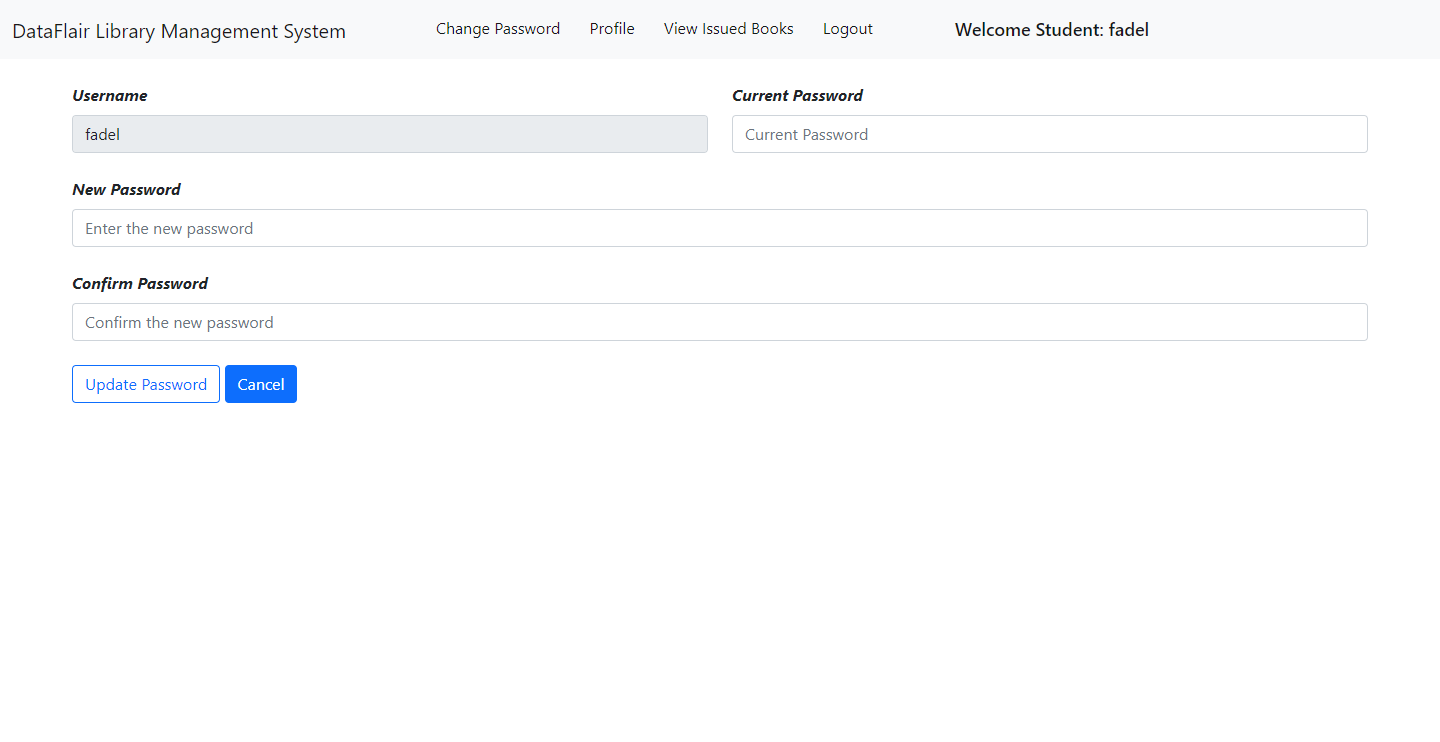 DataFlair Library Management System
Change Password
Profile
View Issued Books
Logout
Welcome Student: fadel
Username
fadel
Current Password
Current Password
New Password
Enter the new password
Confirm Password
Confirm the new password
Update Password
Cancel